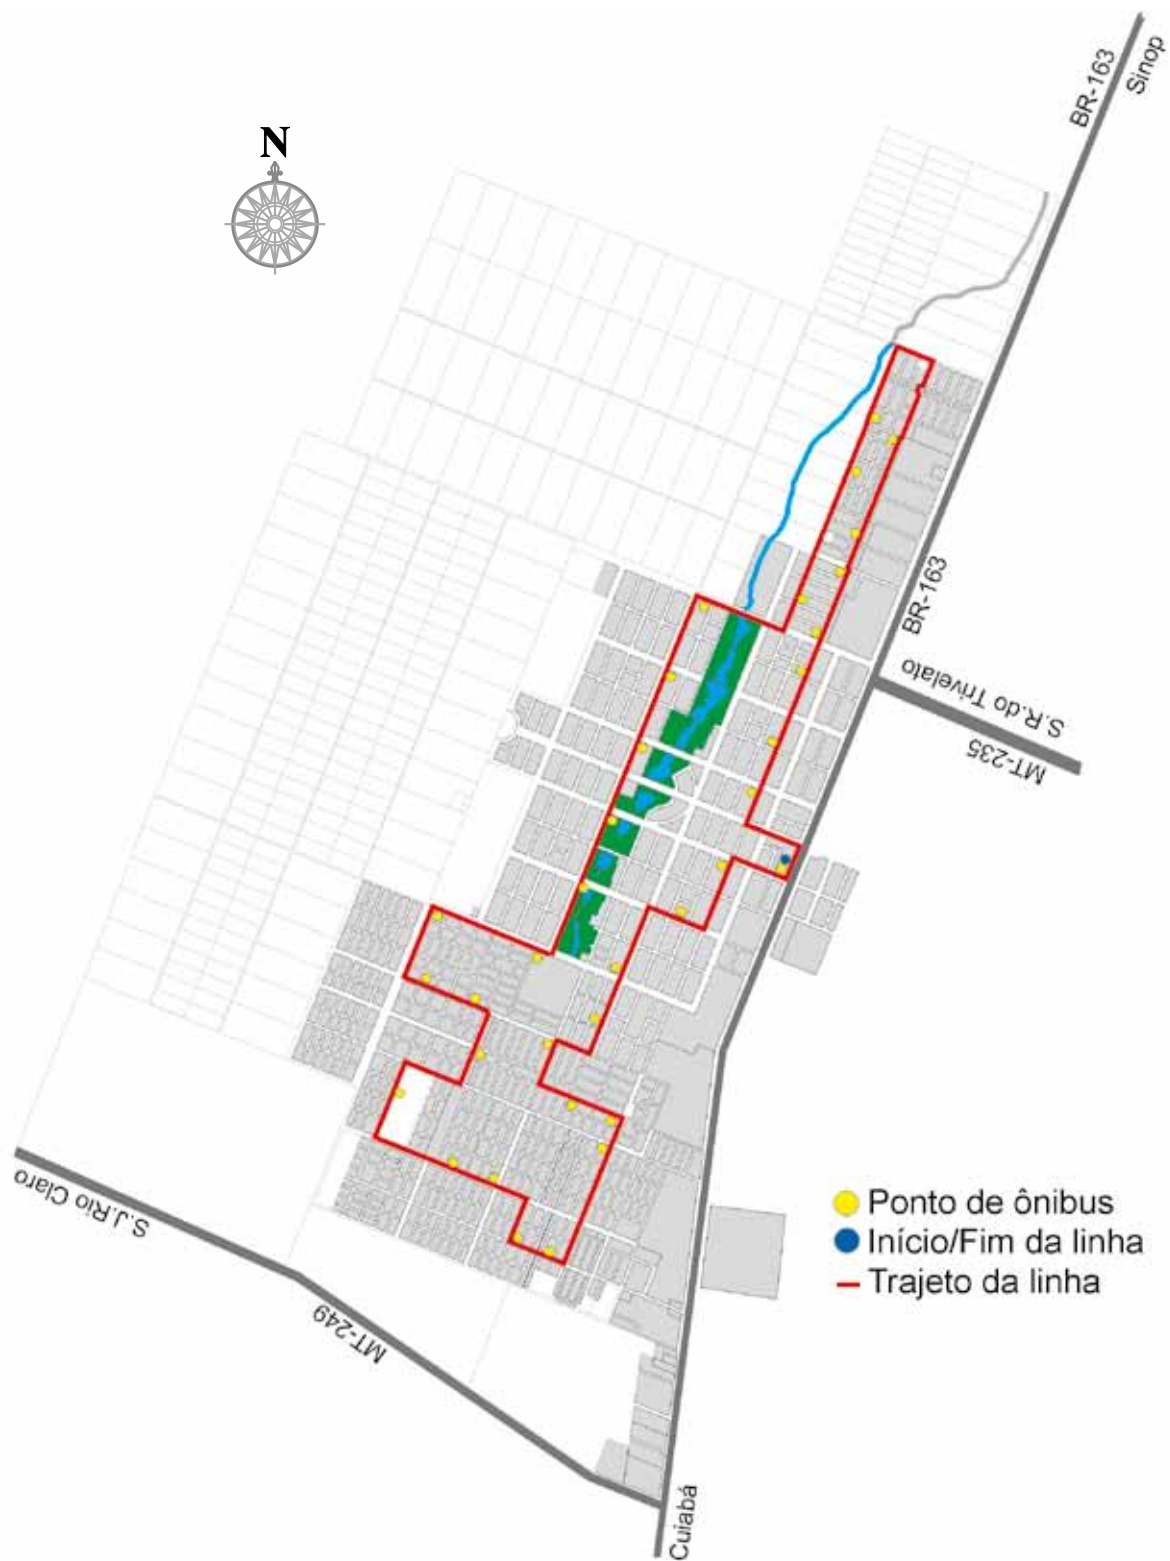 N
BR-163
Sinop
BR-163
S.R.do Trivelato
MT-235
S.J.Rio Claro
MT-249
Cuiabá
Ponto de ônibus
Início/Fim da linha
Trajeto da linha